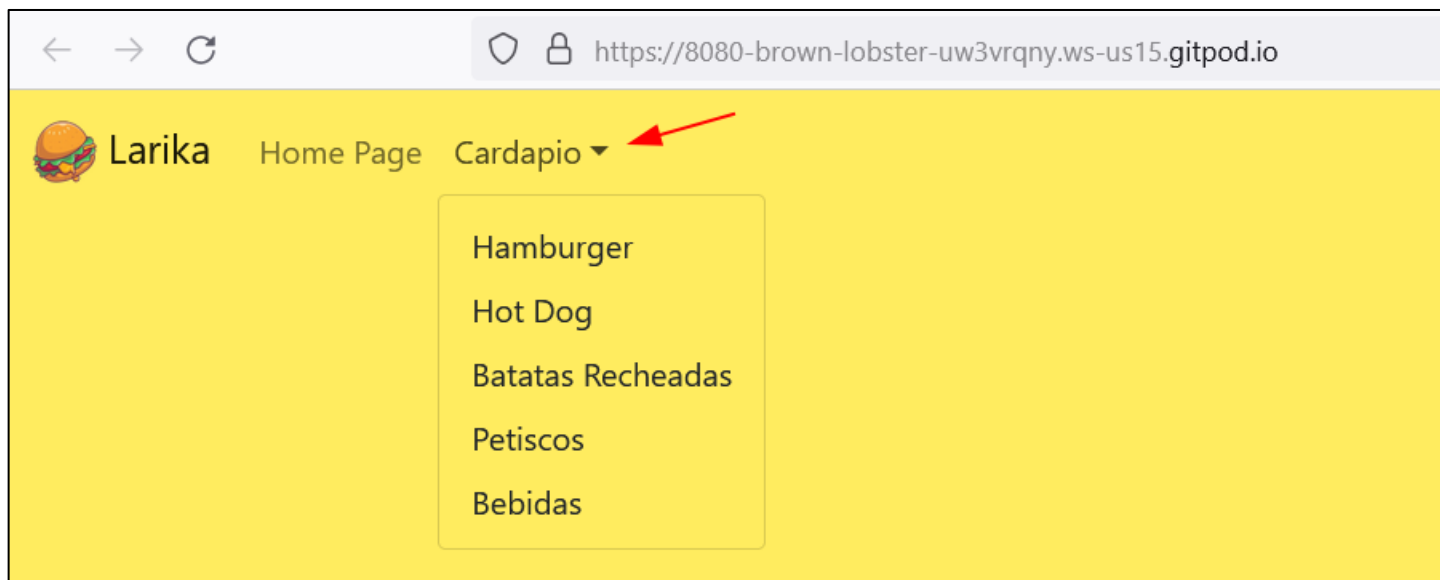 https://8080-brown-lobster-uw3vrqny.ws-us15.gitpod.io
Larika Home Page Cardapio
Hamburger
Hot Dog
Batatas Recheadas
Petiscos
Bebidas